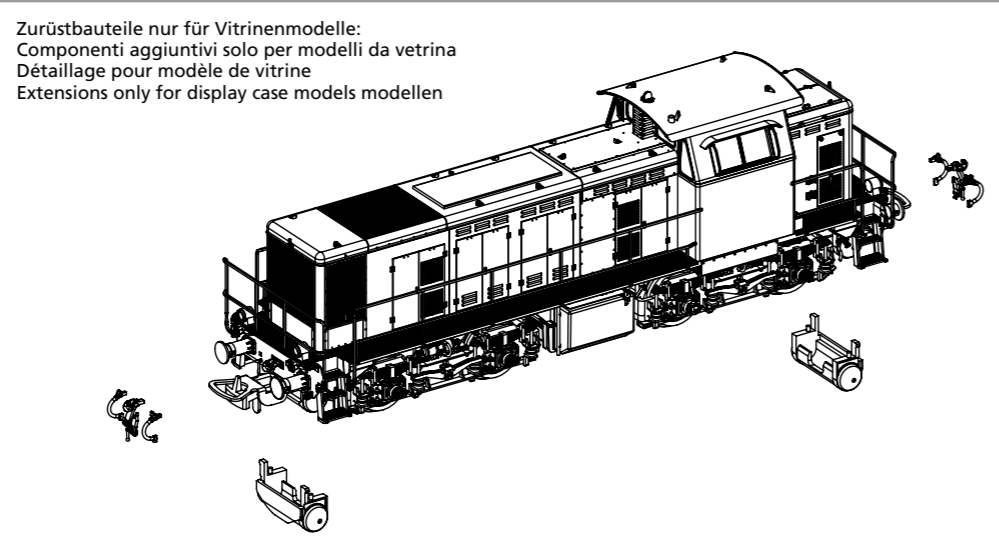 Zurüstbauteile nur für Vitrinenmodelle:
Componenti aggiuntivi solo per modelli da vetrina
Détaillage pour modèle de vitrine
Extensions only for display case models modellen